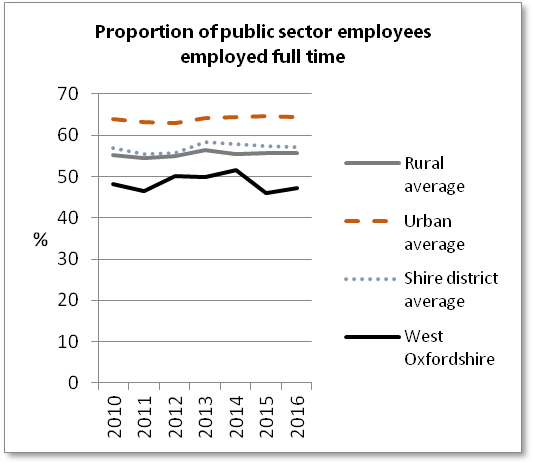 Proportion of public sector employees
employed full time
70
60
50
40
30
20
10
0
%
2010
2011
2012
2013
2014
2015
2016
Rural
average
Urban
average
Shire district
average
West
Oxfordshire